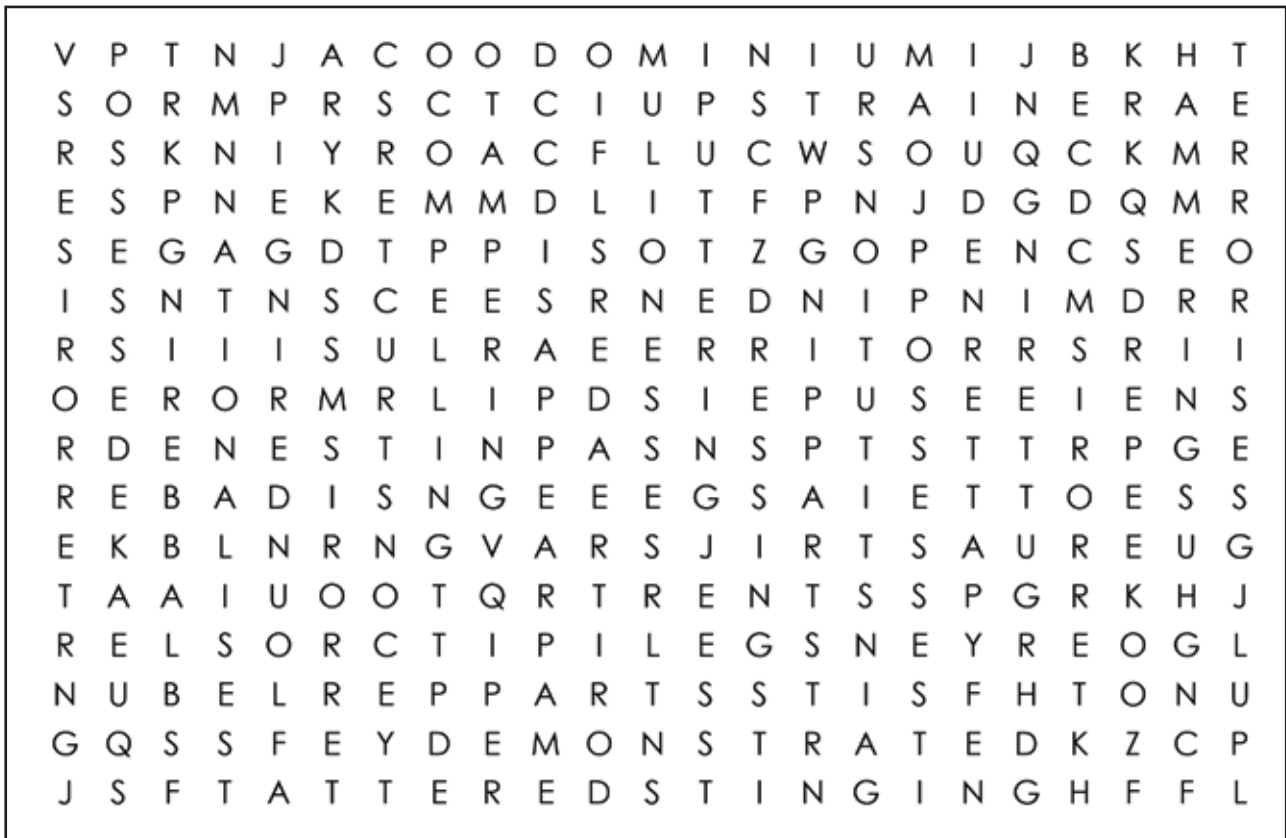 V P T N J A C O O D O M I N I U M I J B K H T
S O R M P R S C T C I U P S T R A I N E R A E
R S K N I Y R O A C F L U C W S O U Q C K M R
E S P N E K E M M D L I T F P N J D G D Q M R
S E G A G D T P P I S O T Z G O P E N C S E O
I S N T N S C E E S R N E D N I P N I M D R R
R S I I I S U L R A E E R R I T O R R S R I I
O E R O R M R L I P D S I E P U S E E I E N S
R D E N E S T I N P A S N S P T S T T R P G E
R E B A D I S N G E E E G S A I E T T O E S S
E K B L N R N G V A R S J I R T S A U R E U G
T A A I U O O T Q R T R E N T S S P G R K H J
R E L S O R C T I P I L E G S N E Y R E O G L
N U B E L R E P P A R T S S T I S F H T O N U
G Q S S F E Y D E M O N S T R A T E D K Z C P
J S F T A T T E R E D S T I N G I N G H F F L